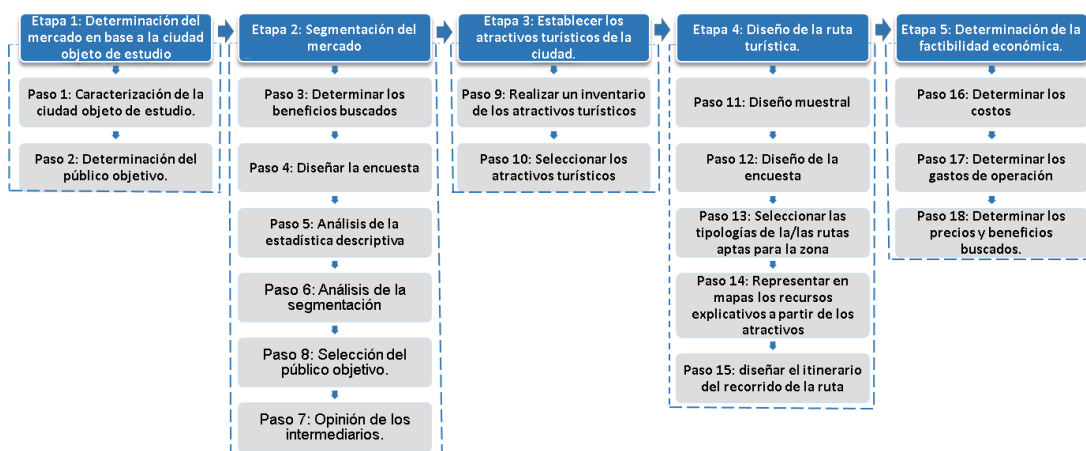 Etapa 1: Determinación del
mercado en base a la ciudad
objeto de estudio
Paso 1: Caracterización de la
ciudad objeto de estudio.
Paso 2: Determinación del
público objetivo.
Etapa 2: Segmentación del
mercado
Paso 3: Determinar los
beneficios buscados
Paso 4: Diseñar la encuesta
Paso 5: Análisis de la
estadística descriptiva
Paso 6: Análisis de la
segmentación
Paso 8: Selección del
público objetivo.
Paso 7: Opinión de los
intermediarios.
Etapa 3: Establecer los
atractivos turísticos de la
ciudad.
Paso 9: Realizar un inventario
de los atractivos turísticos
Paso 10: Seleccionar los
atractivos turísticos
Etapa 4: Diseño de la ruta
turística.
Paso 11: Diseño muestral
Paso 12: Diseño de la
encuesta
Paso 13: Seleccionar las
tipologías de la/las rutas
aptas para la zona
Paso 14: Representar en
mapas los recursos
explicativos a partir de los
atractivos
Paso 15: diseñar el itinerario
del recorrido de la ruta
Etapa 5: Determinación de la
factibilidad económica.
Paso 16: Determinar los
costos
Paso 17: Determinar los
gastos de operación
Paso 18: Determinar los
precios y beneficios
buscados.